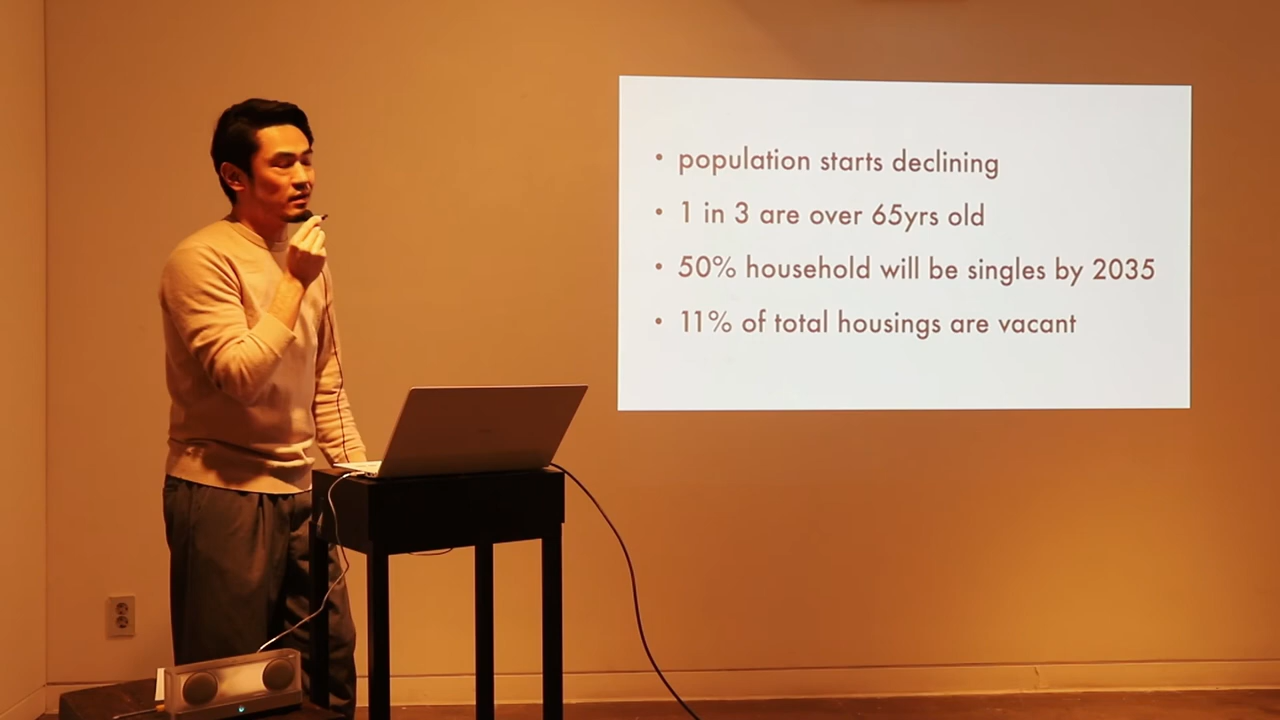 • population starts declining
• 1 in 3 are over 65yrs old
• 50% household will be singles by 2035
• 11% of total housings are vacant